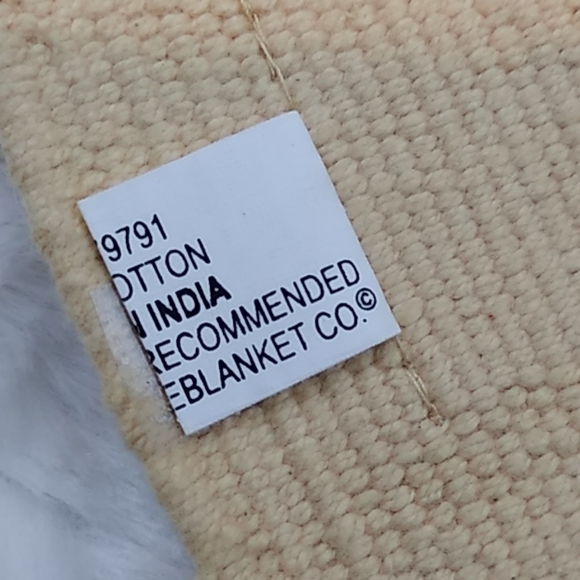 9791
OTTON
N INDIA
RECOMMENDED
EBLANKET CO.©